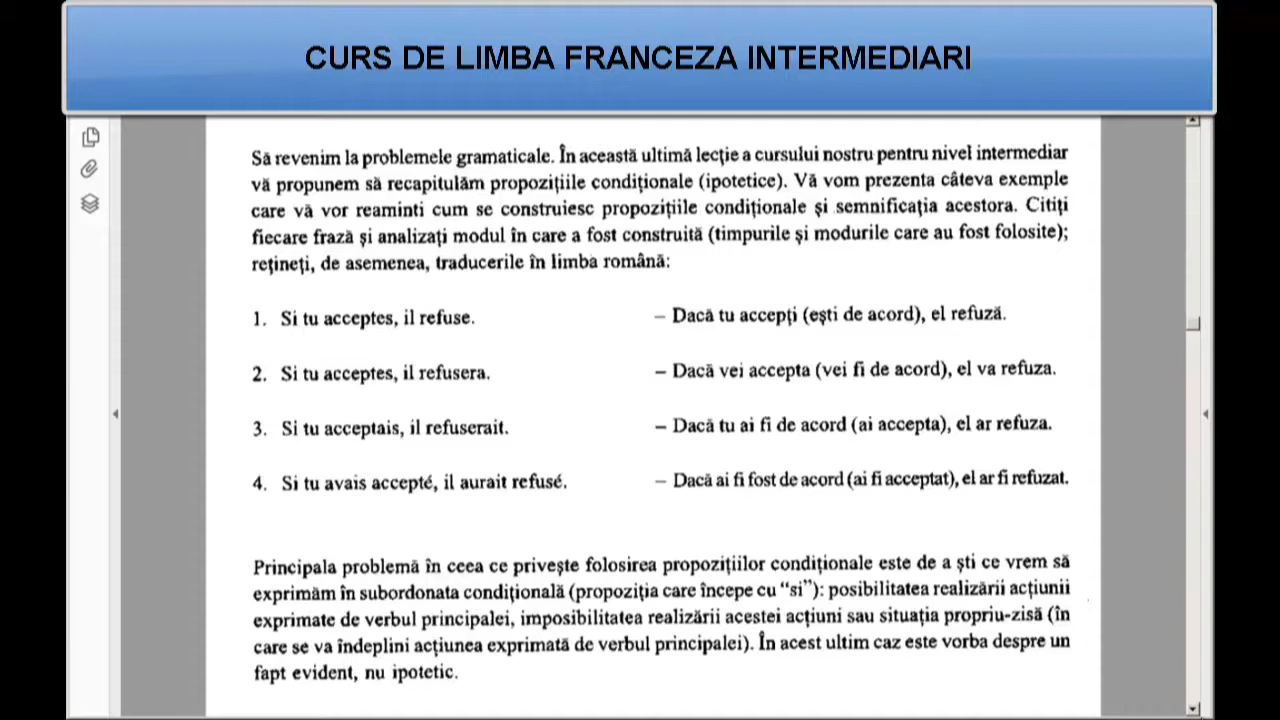 CURS DE LIMBA FRANCEZA INTERMEDIARI
Să revenim la problemele gramaticale. În această ultimă lecție a cursului nostru pentru nivel intermediar
vă propunem să recapitulăm propozițiile condiționale (ipotetice). Vă vom prezenta câteva exemple
care vă vor reaminti cum se construiesc propozițiile condiționale și semnificația acestora. Citiți
fiecare frază și analizați modul în care a fost construită (timpurile și modurile care au fost folosite);
rețineți, de asemenea, traducerile în limba română:
1. Si tu acceptes, il refuse. – Dacă tu accepți (ești de acord), el refuză.
2. Si tu acceptes, il refusera. – Dacă vei accepta (vei fi de acord), el va refuza.
3. Si tu acceptais, il refuserait. – Dacă tu ai fi de acord (ai accepta), el ar refuza.
4. Si tu avais accepté, il aurait refusé. – Dacă ai fi fost de acord (ai fi acceptat), el ar fi refuzat.
Principala problemă în ceea ce privește folosirea propozițiilor condiționale este de a ști ce vrem să
exprimăm în subordonata condițională (propoziția care începe cu “si”): posibilitatea realizării acțiunii
exprimate de verbul principalei, imposibilitatea realizării acestei acțiuni sau situația propriu-zisă (în
care se va îndeplini acțiunea exprimată de verbul principalei). În acest ultim caz este vorba despre un
fapt evident, nu ipotetic.